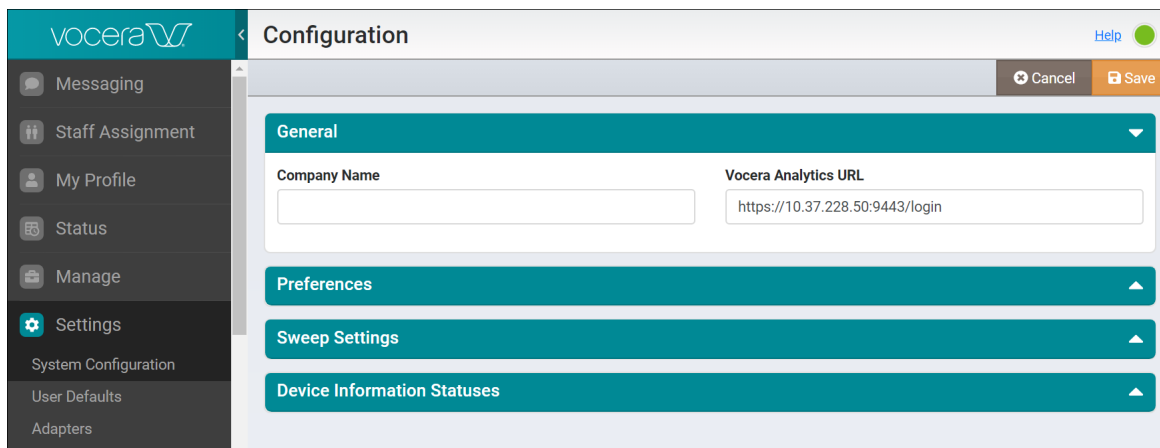 vocera
Configuration
Help
Messaging
Cancel
Save
Staff Assignment
General
My Profile
Company Name
Vocera Analytics URL
https://10.37.228.50:9443/login
Status
Manage
Preferences
Settings
Sweep Settings
System Configuration
User Defaults
Device Information Statuses
Adapters